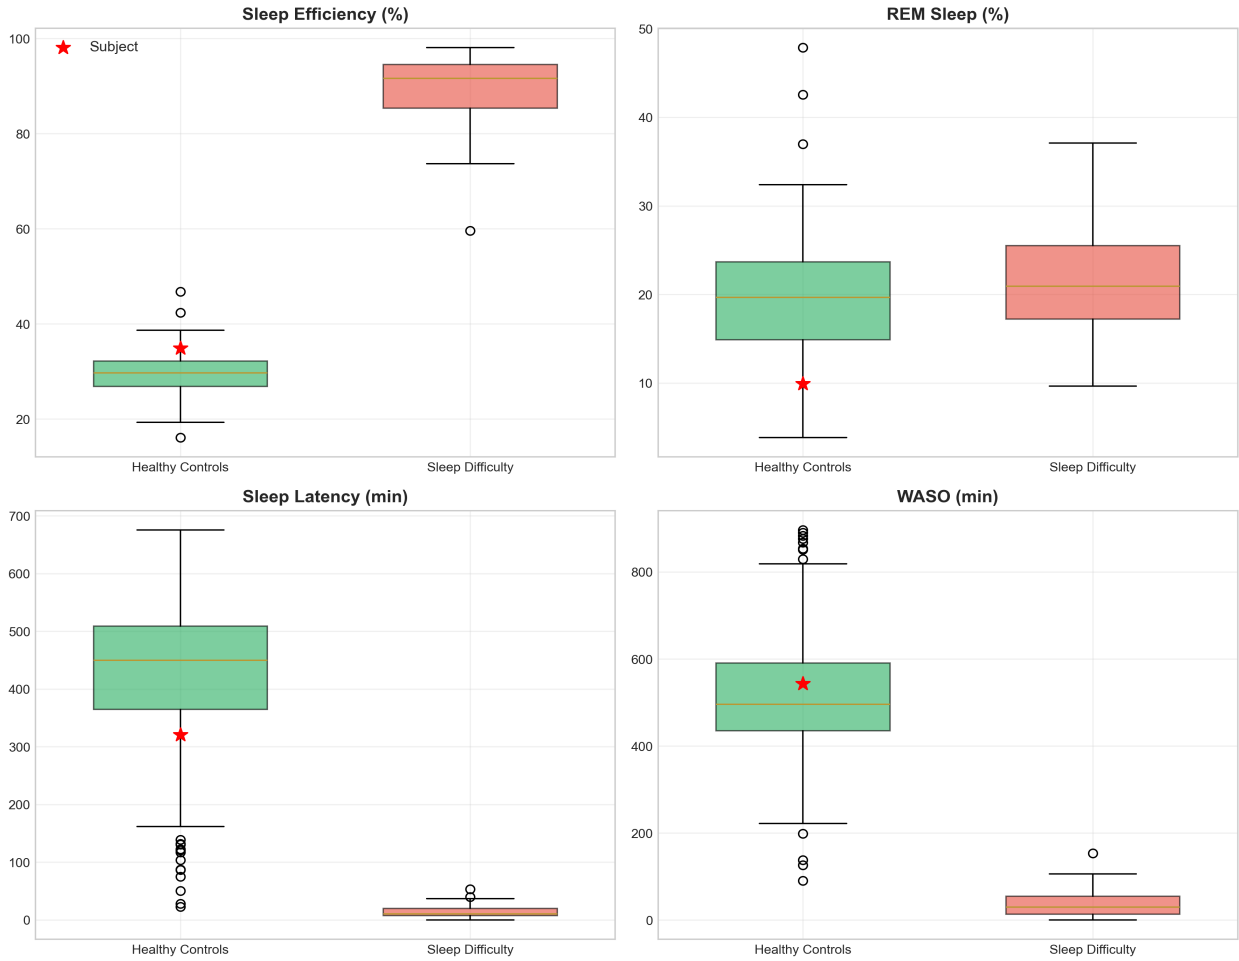 Sleep Efficiency (%)
100
80
60
40
20
Subject
Healthy Controls
Sleep Difficulty
REM Sleep (%)
50
40
30
20
10
Healthy Controls
Sleep Difficulty
Sleep Latency (min)
700
600
500
400
300
200
100
0
Healthy Controls
Sleep Difficulty
WASO (min)
800
600
400
200
0
Healthy Controls
Sleep Difficulty